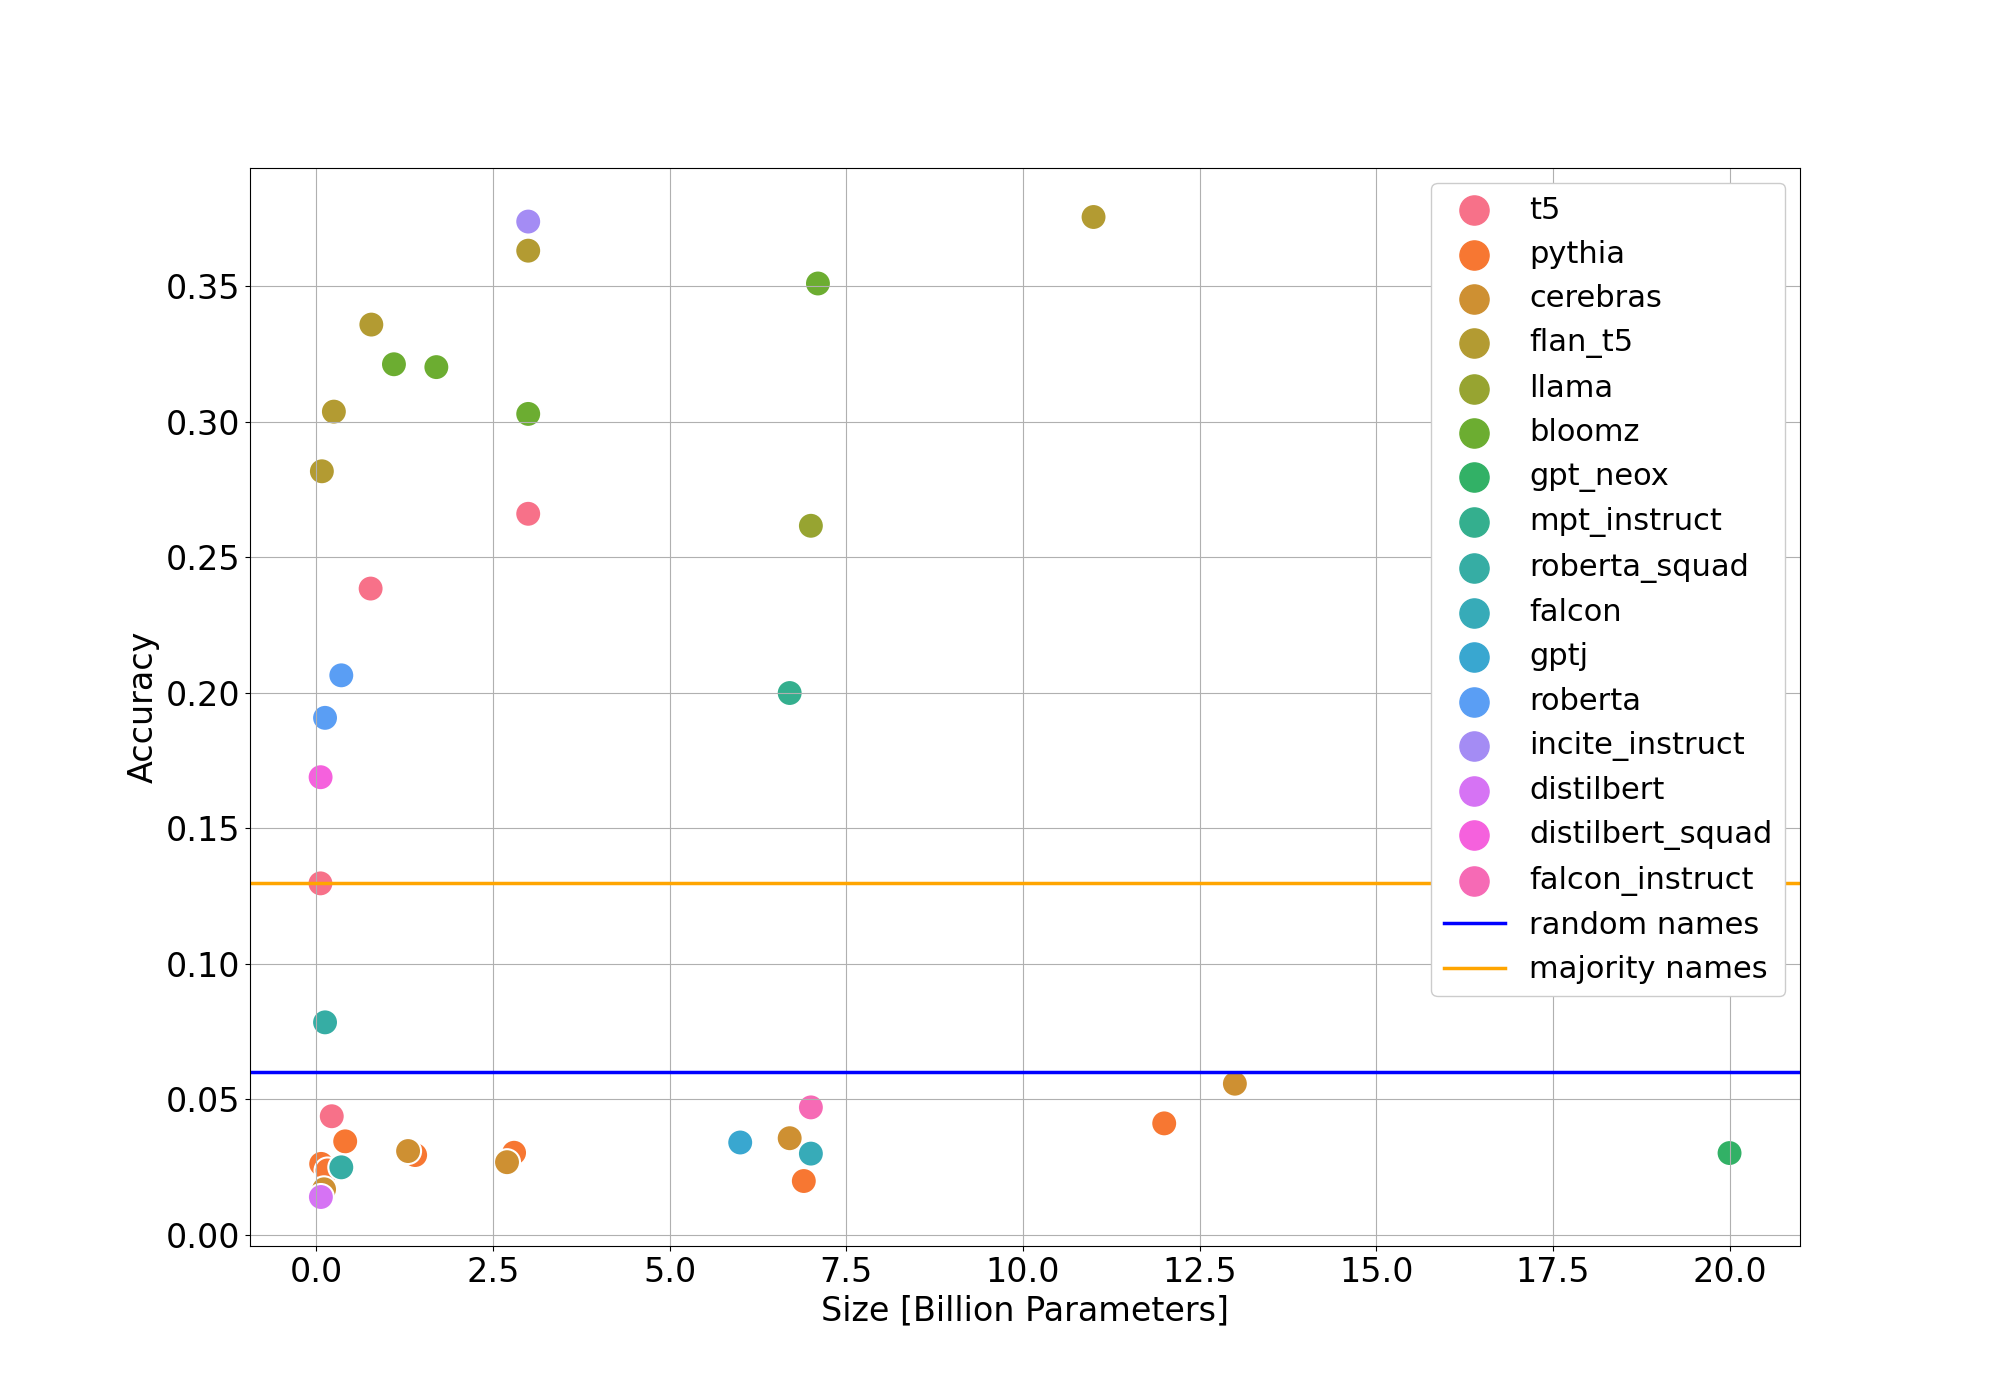 0.35
0.30
0.25
0.20
0.15
0.10
0.05
0.00
Accuracy
0.0 2.5 5.0 7.5 10.0 12.5 15.0 17.5 20.0
Size [Billion Parameters]
t5
pythia
cerebras
flan_t5
llama
bloomz
gpt_neox
mpt_instruct
roberta_squad
falcon
gptj
roberta
incite_instruct
distilbert
distilbert_squad
falcon_instruct
random names
majority names